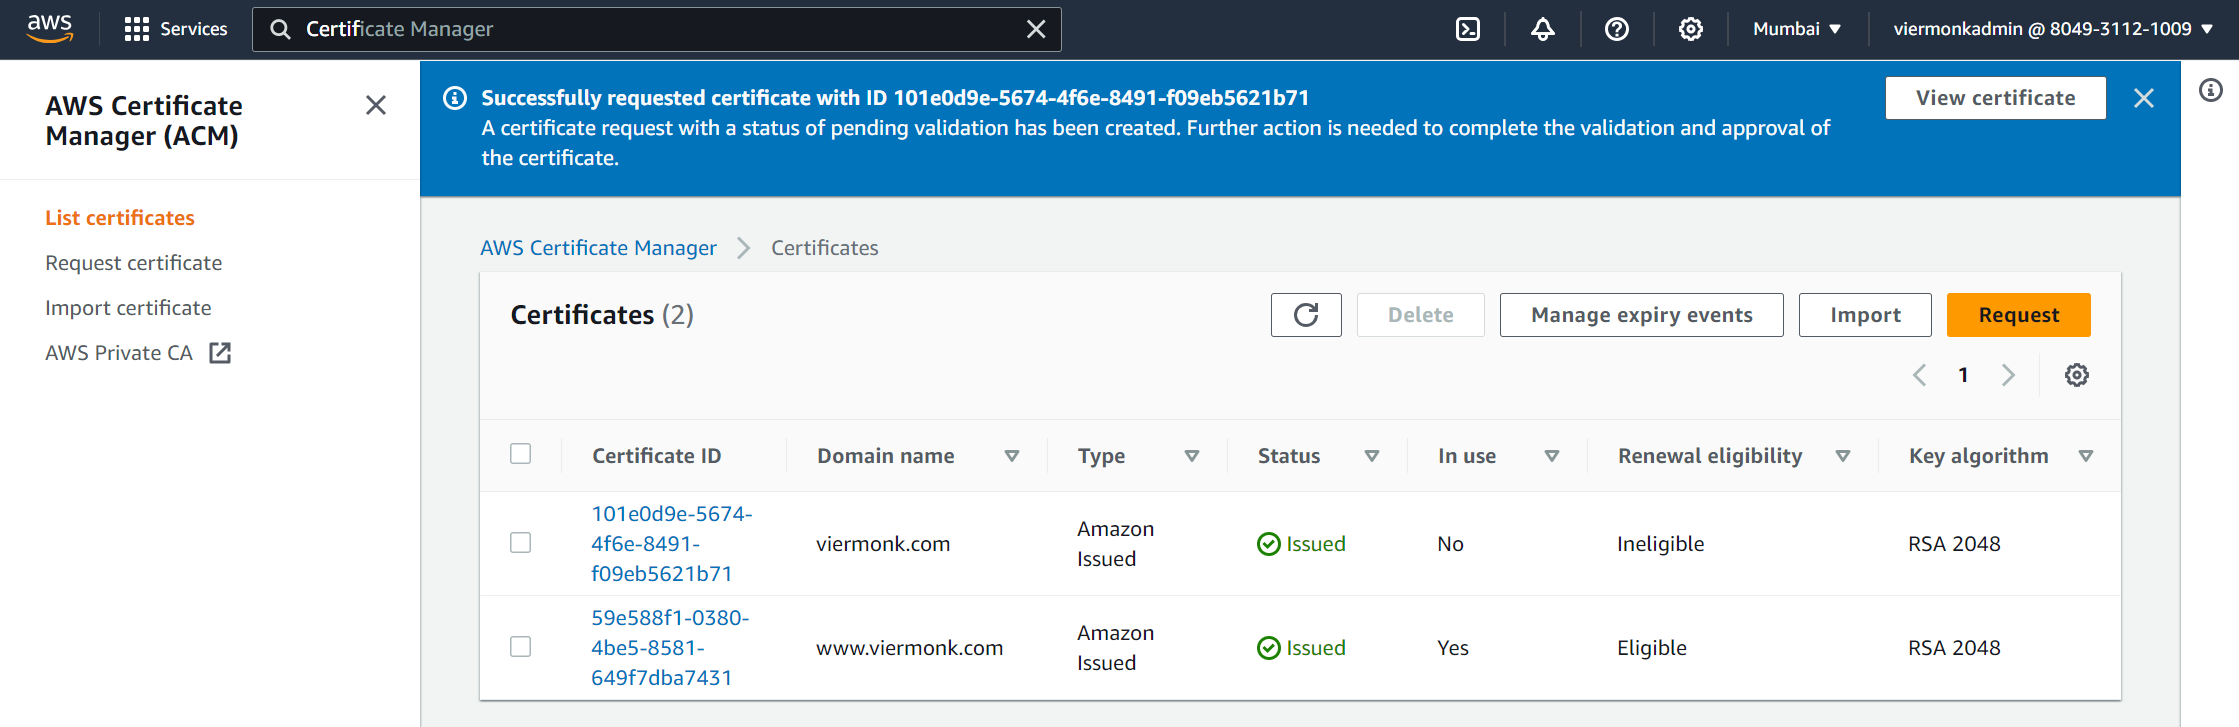 aws
Services
Certificate Manager
Mumbai ▼
viermonkadmin @ 8049-3112-1009 ▼
AWS Certificate
Manager (ACM)
List certificates
Request certificate
Import certificate
AWS Private CA
Successfully requested certificate with ID 101e0d9e-5674-4f6e-8491-f09eb5621b71
A certificate request with a status of pending validation has been created. Further action is needed to complete the validation and approval of
the certificate.
View certificate
AWS Certificate Manager > Certificates
Certificates (2)
Delete
Manage expiry events
Import
Request
1
Certificate ID
Domain name
Type
Status
In use
Renewal eligibility
Key algorithm
101e0d9e-5674-
4f6e-8491-
f09eb5621b71
viermonk.com
Amazon
Issued
Issued
No
Ineligible
RSA 2048
59e588f1-0380-
4be5-8581-
649f7dba7431
www.viermonk.com
Amazon
Issued
Issued
Yes
Eligible
RSA 2048